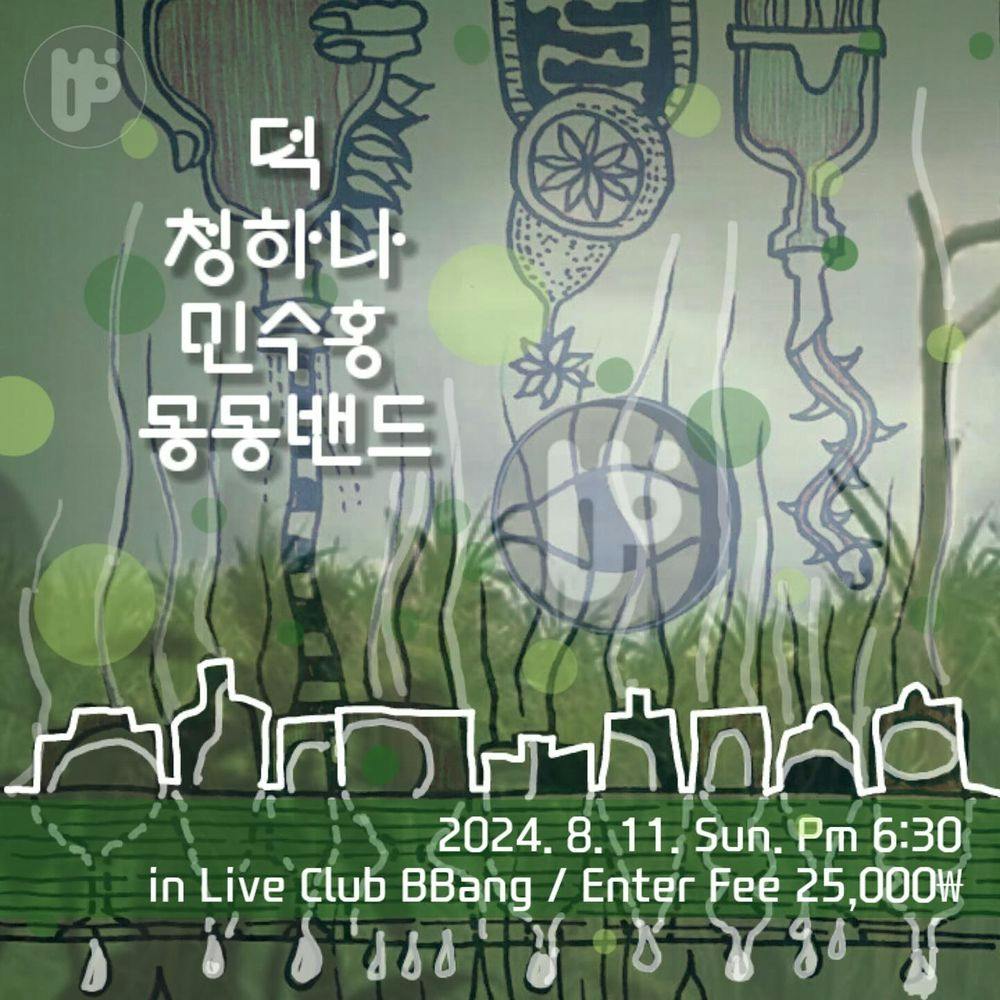 덕
청하나
민수홍
몽몽밴드
2024. 8. 11. Sun. Pm 6:30
in Live Club BBang / Enter Fee 25,000₩